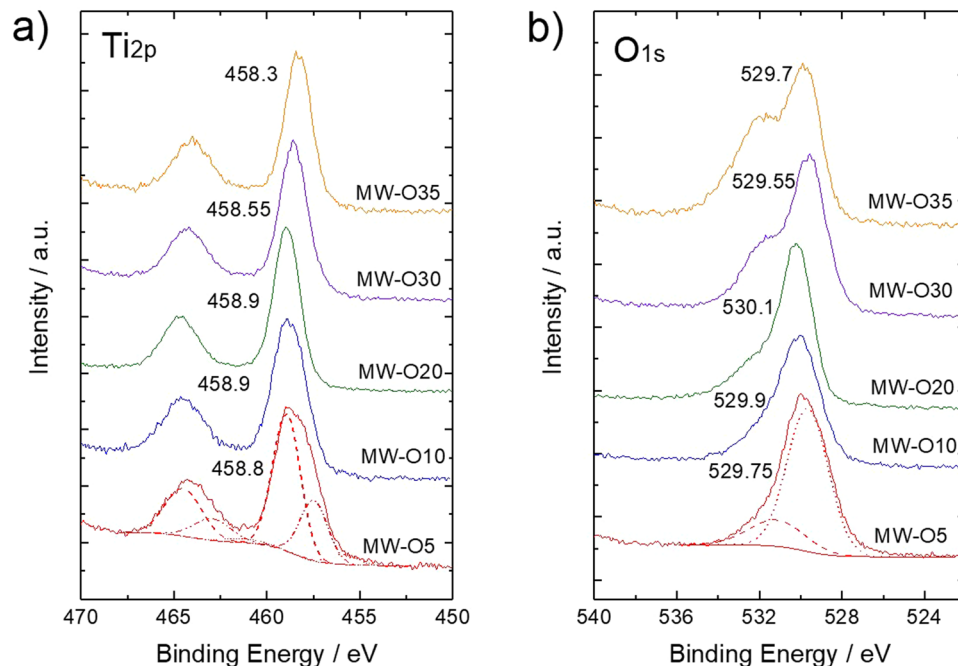 a)
Ti2p
458.3
MW-O35
458.55
MW-O30
458.9
MW-O20
458.9
MW-O10
458.8
MW-O5
Intensity / a.u.
470 465 460 455 450
Binding Energy / eV
b)
O1s
529.7
MW-O35
529.55
MW-O30
530.1
MW-O20
529.9
MW-O10
529.75
MW-O5
Intensity / a.u.
540 536 532 528 524
Binding Energy / eV